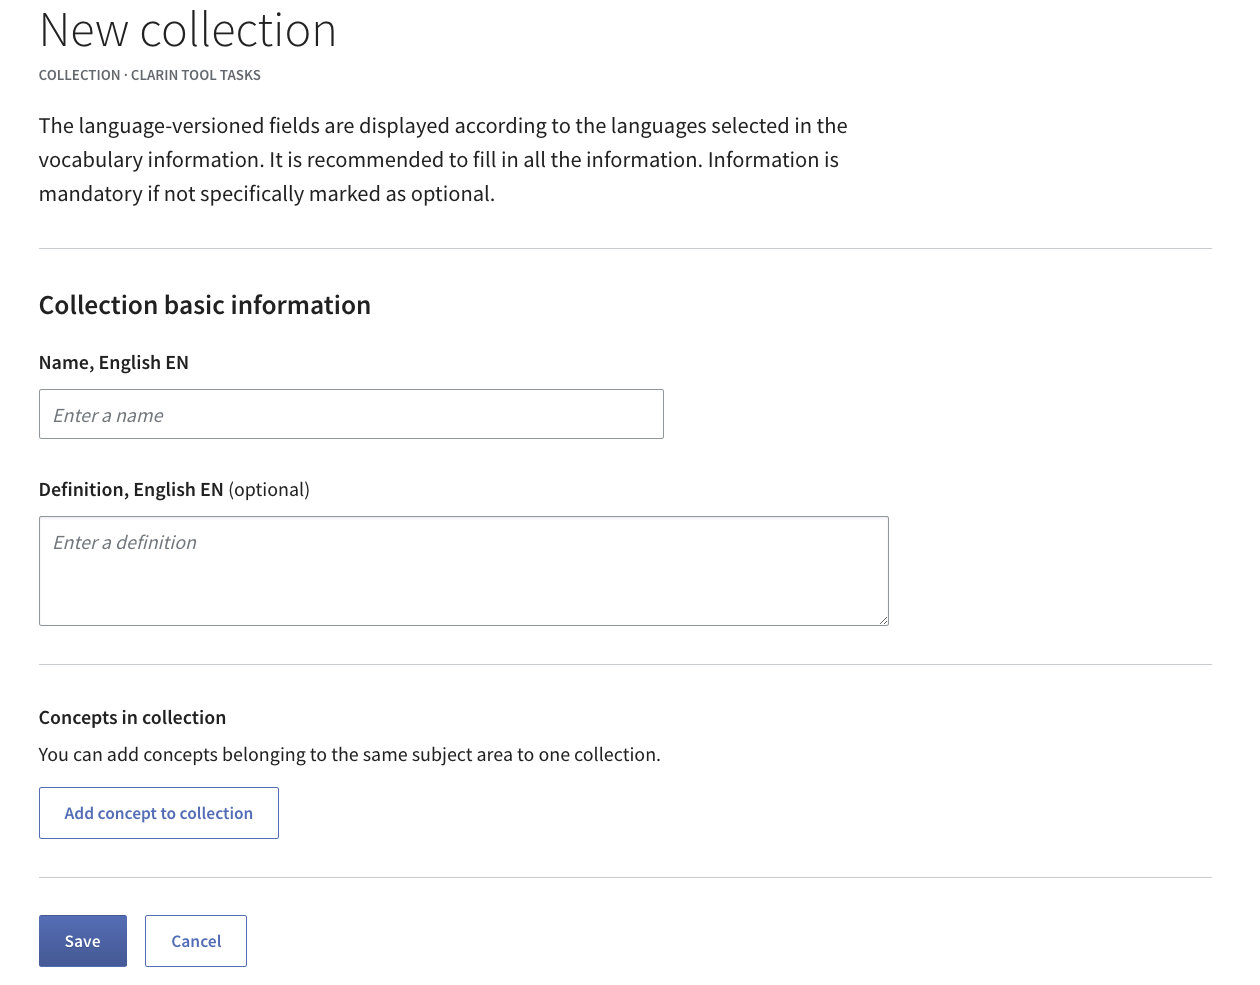 New collection
COLLECTION · CLARIN TOOL TASKS
The language-versioned fields are displayed according to the languages selected in the
vocabulary information. It is recommended to fill in all the information. Information is
mandatory if not specifically marked as optional.
Collection basic information
Name, English EN
Enter a name
Definition, English EN (optional)
Enter a definition
Concepts in collection
You can add concepts belonging to the same subject area to one collection.
Add concept to collection
Save Cancel